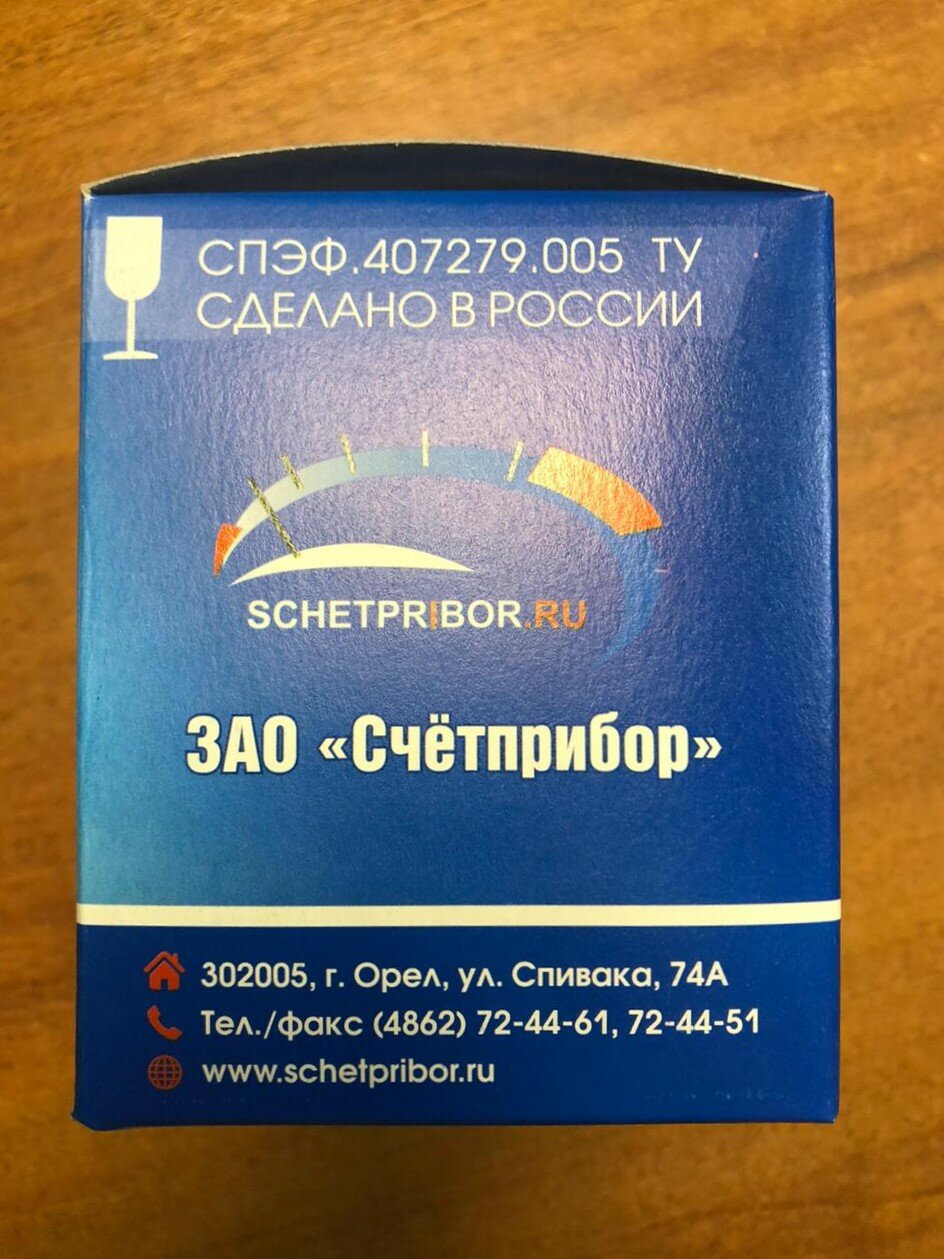 СПЭФ.407279.005 ТУ
СДЕЛАНО В РОССИИ
SCHETPRIBOR.RU
ЗАО «Счётприбор»
302005, г. Орел, ул. Спивака, 74А
Тел./факс (4862) 72-44-61, 72-44-51
www.schetpribor.ru